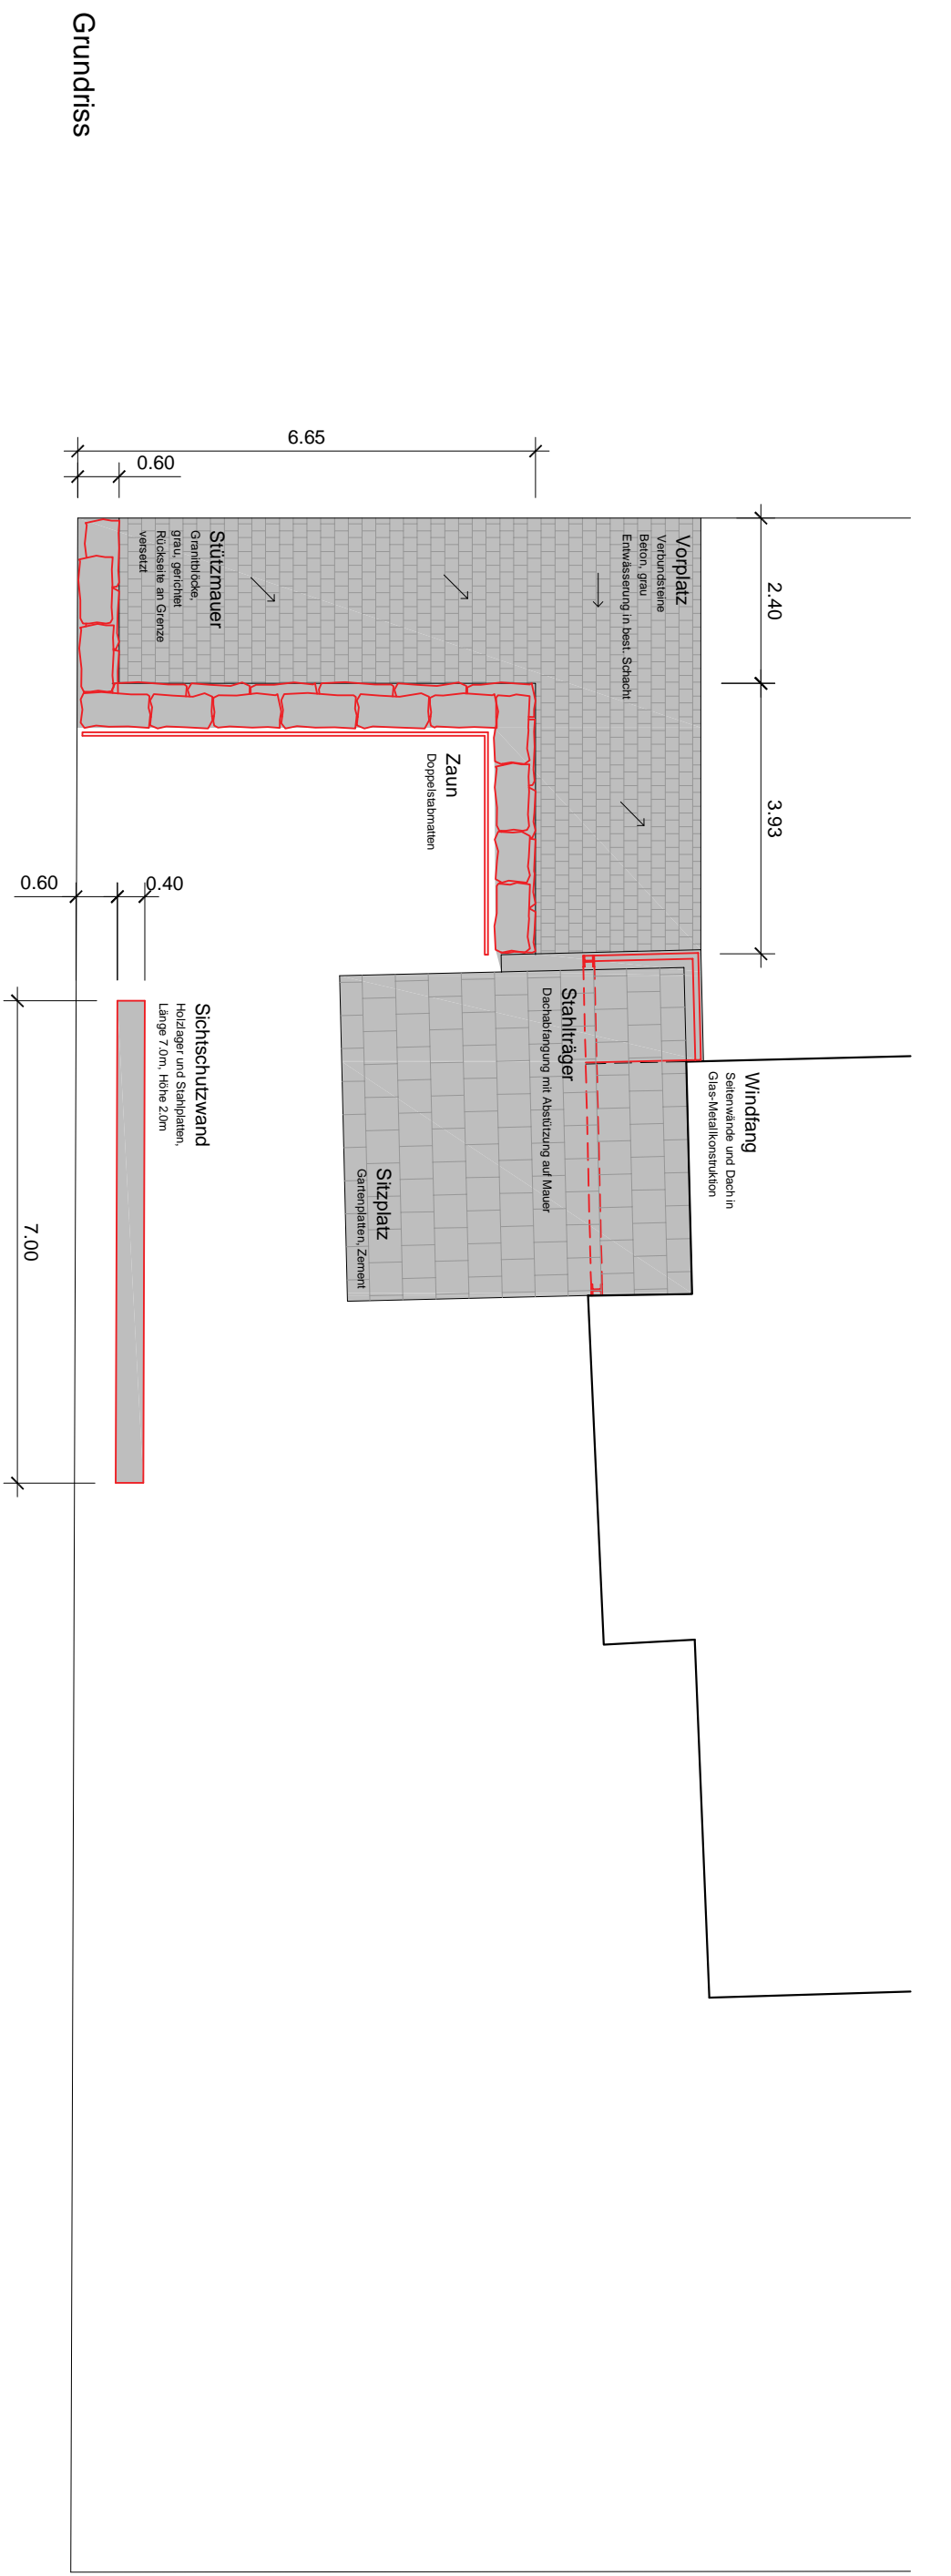 Grundriss
6.65
0.60
2.40
3.93
Vorplatz
Verbundsteine
Beton, grau
Entwässerung in best. Schacht
Stützmauer
Granitblöcke,
grau, gerichtet
Rückseite an Grenze
versetzt
Zaun
Doppelstabmatten
0.60
0.40
Windfang
Seitenwände und Dach in
Glas-Metallkonstruktion
Stahlträger
Dachabfangung mit Abstützung auf Mauer
Sitzplatz
Gartenplatten, Zement
Sichtschutzwand
Holzlager und Stahlplatten,
Länge 7.0m, Höhe 2.0m
7.00